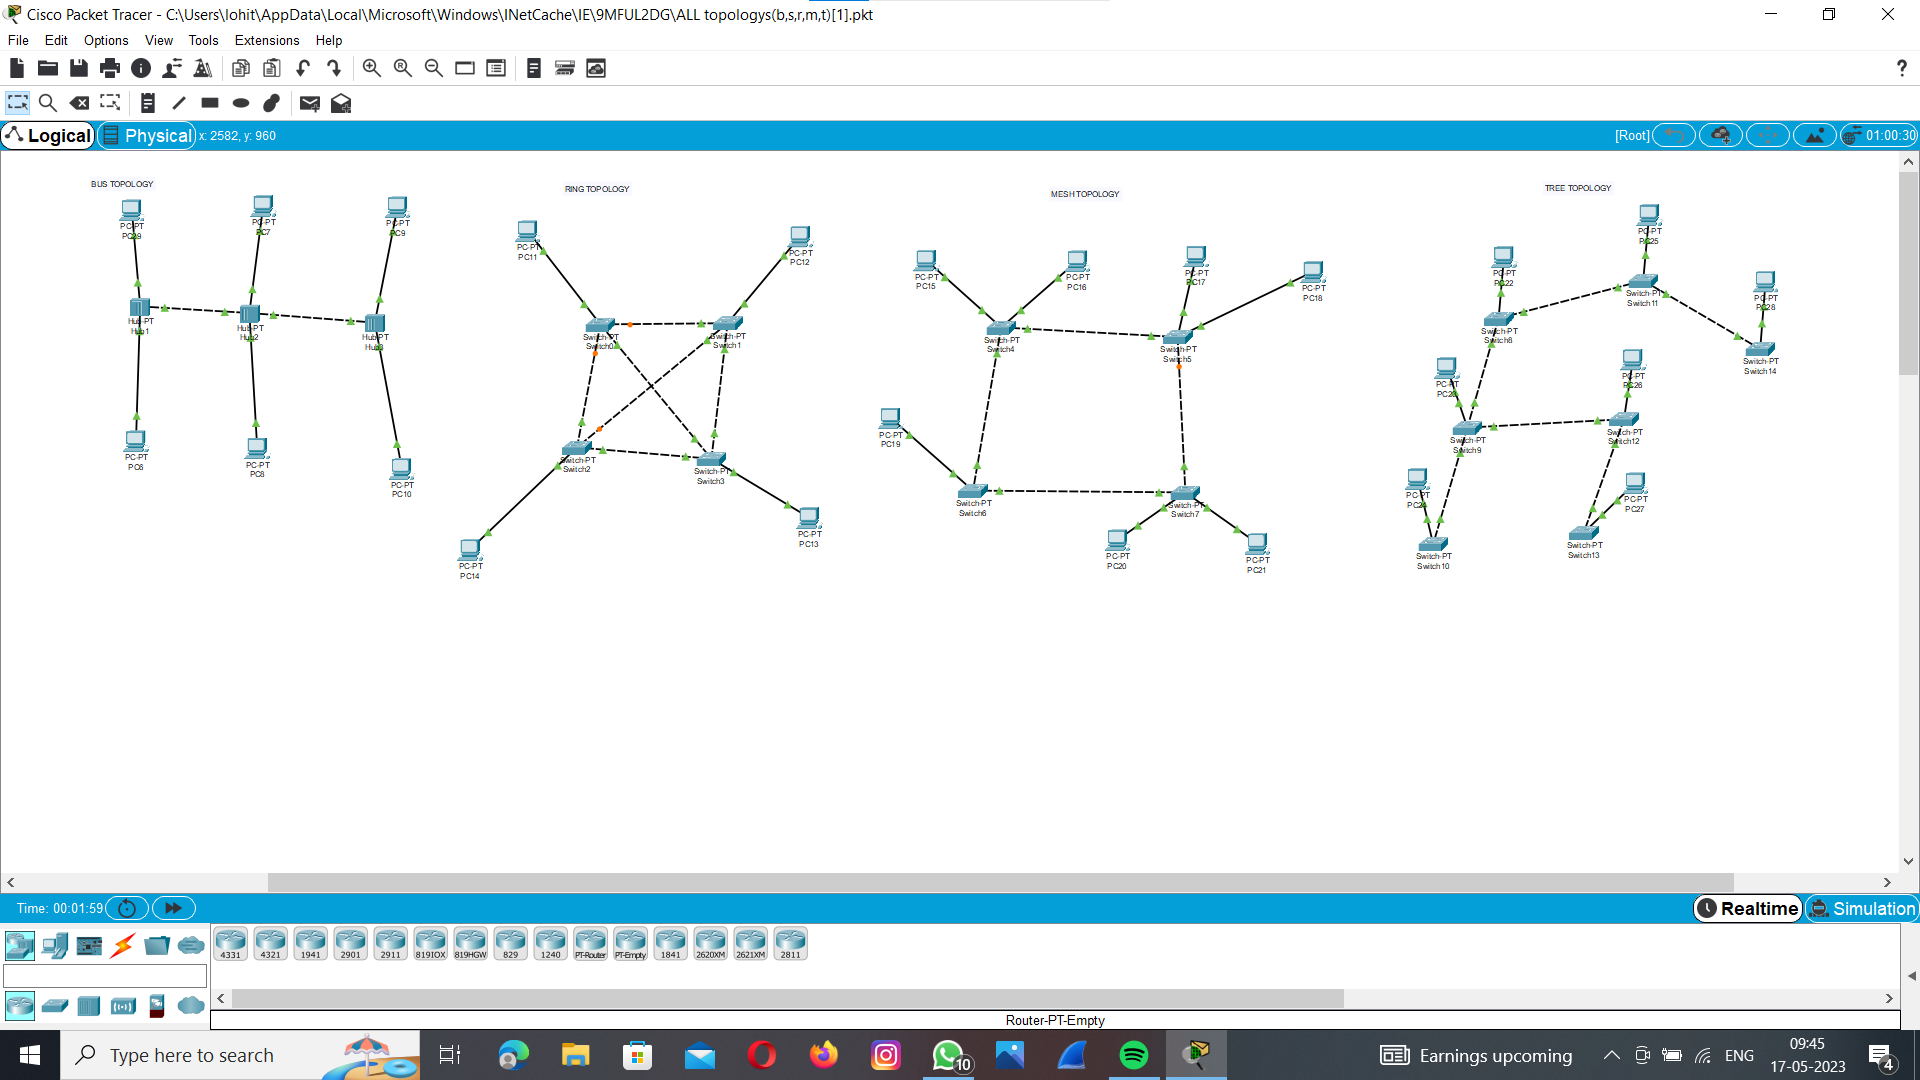 Cisco Packet Tracer - C:\Users\lohit\AppData\Local\Microsoft\Windows\INetCache\IE\9MFUL2DG\ALL topologys(b,s,r,m,t)[1].pkt
File Edit Options View Tools Extensions Help
?
Logical Physical x: 2582, y: 960 [Root] 01:00:30
BUS TOPOLOGY
PC-PT
PC29
PC-PT
PC7
PC-PT
PC9
Hub-PT
Hub1
Hub-PT
Hub2
Hub-PT
Hub3
PC-PT
PC6
PC-PT
PC8
PC-PT
PC10
RING TOPOLOGY
PC-PT
PC11
PC-PT
PC12
Switch-PT
Switch0
Switch-PT
Switch1
Switch-PT
Switch2
Switch-PT
Switch3
PC-PT
PC13
PC-PT
PC14
MESH TOPOLOGY
PC-PT
PC15
PC-PT
PC16
PC-PT
PC17
PC-PT
PC18
Switch-PT
Switch4
Switch-PT
Switch5
PC-PT
PC19
Switch-PT
Switch6
Switch-PT
Switch7
PC-PT
PC20
PC-PT
PC21
TREE TOPOLOGY
PC-PT
PC25
PC-PT
PC22
Switch-PT
Switch11
PC-PT
PC28
Switch-PT
Switch8
Switch-PT
Switch14
PC-PT
PC23
PC-PT
PC26
Switch-PT
Switch9
Switch-PT
Switch12
PC-PT
PC24
PC-PT
PC27
Switch-PT
Switch10
Switch-PT
Switch13
Time: 00:01:59 Realtime Simulation
4331 4321 1941 2901 2911 819IOX 819HGW 829 1240 PT-Router PT-Empty 1841 2620XM 2621XM 2811
Router-PT-Empty
Type here to search 10 Earnings upcoming ENG 09:45
17-05-2023 4